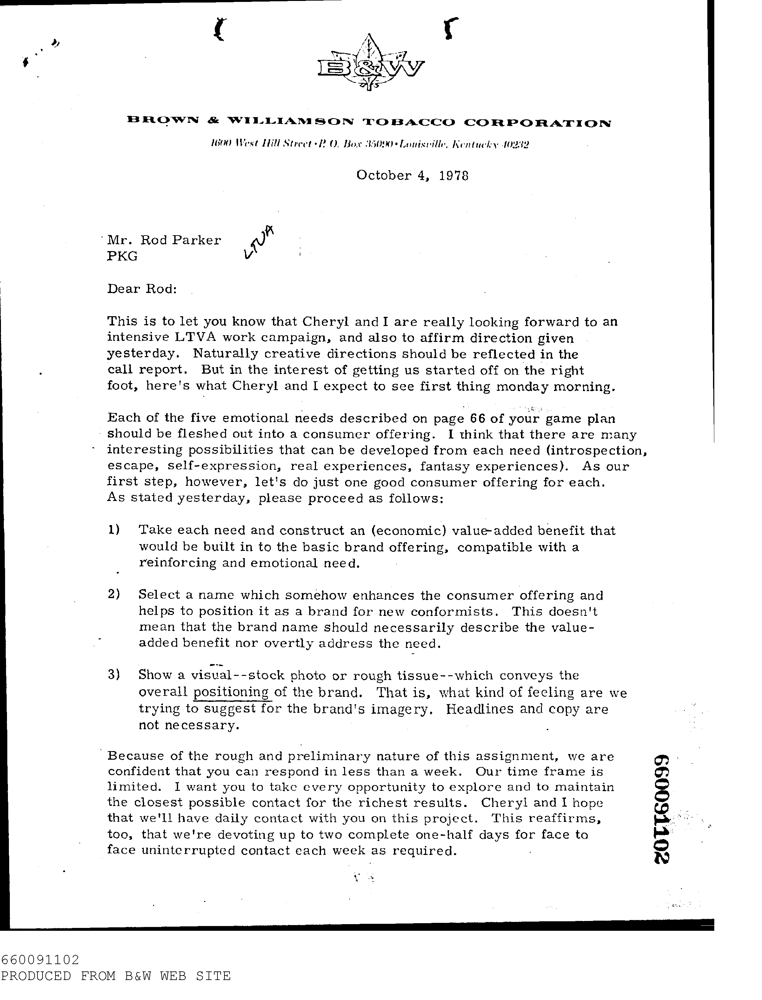 B&W
BROWN & WILLIAMSON TOBACCO CORPORATION
1600 West Hill Street • P. O. Box 35090 • Louisville, Kentucky 40232
October 4, 1978
Mr. Rod Parker
LTVA
PKG
Dear Rod:
This is to let you know that Cheryl and I are really looking forward to an
intensive LTVA work campaign, and also to affirm direction given
yesterday. Naturally creative directions should be reflected in the
call report. But in the interest of getting us started off on the right
foot, here's what Cheryl and I expect to see first thing monday morning.
Each of the five emotional needs described on page 66 of your game plan
should be fleshed out into a consumer offering. I think that there are many
interesting possibilities that can be developed from each need (introspection,
escape, self-expression, real experiences, fantasy experiences). As our
first step, however, let's do just one good consumer offering for each.
As stated yesterday, please proceed as follows:
1) Take each need and construct an (economic) value-added benefit that
would be built in to the basic brand offering, compatible with a
reinforcing and emotional need.
2) Select a name which somehow enhances the consumer offering and
helps to position it as a brand for new conformists. This doesn't
mean that the brand name should necessarily describe the value-
added benefit nor overtly address the need.
3) Show a visual--stock photo or rough tissue--which conveys the
overall positioning of the brand. That is, what kind of feeling are we
trying to suggest for the brand's imagery. Headlines and copy are
not necessary.
Because of the rough and preliminary nature of this assignment, we are
confident that you can respond in less than a week. Our time frame is
limited. I want you to take every opportunity to explore and to maintain
the closest possible contact for the richest results. Cheryl and I hope
that we'll have daily contact with you on this project. This reaffirms,
too, that we're devoting up to two complete one-half days for face to
face uninterrupted contact each week as required.
660091102
660091102
PRODUCED FROM B&W WEB SITE